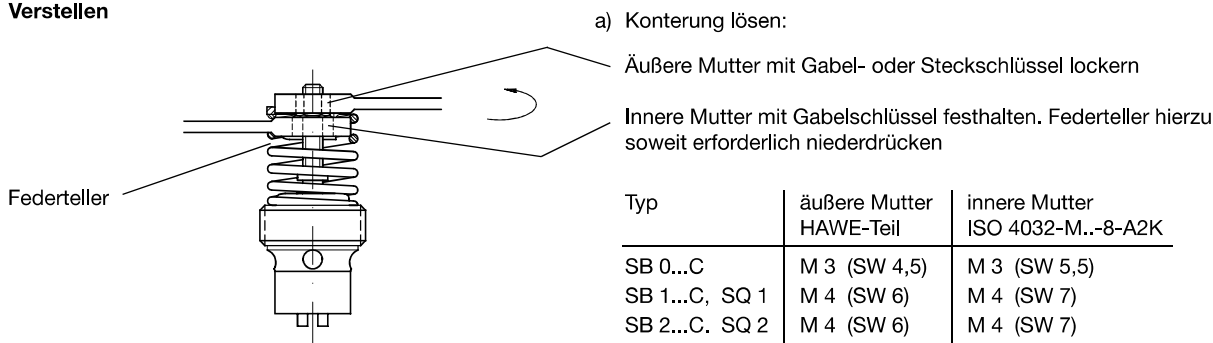 Verstellen
a) Konterung lösen:
Äußere Mutter mit Gabel- oder Steckschlüssel lockern
Innere Mutter mit Gabelschlüssel festhalten. Federteller hierzu
soweit erforderlich niederdrücken
Federteller
Typ äußere Mutter innere Mutter
HAWE-Teil ISO 4032-M..-8-A2K
SB 0...C M 3 (SW 4,5) M 3 (SW 5,5)
SB 1...C, SQ 1 M 4 (SW 6) M 4 (SW 7)
SB 2...C. SQ 2 M 4 (SW 6) M 4 (SW 7)